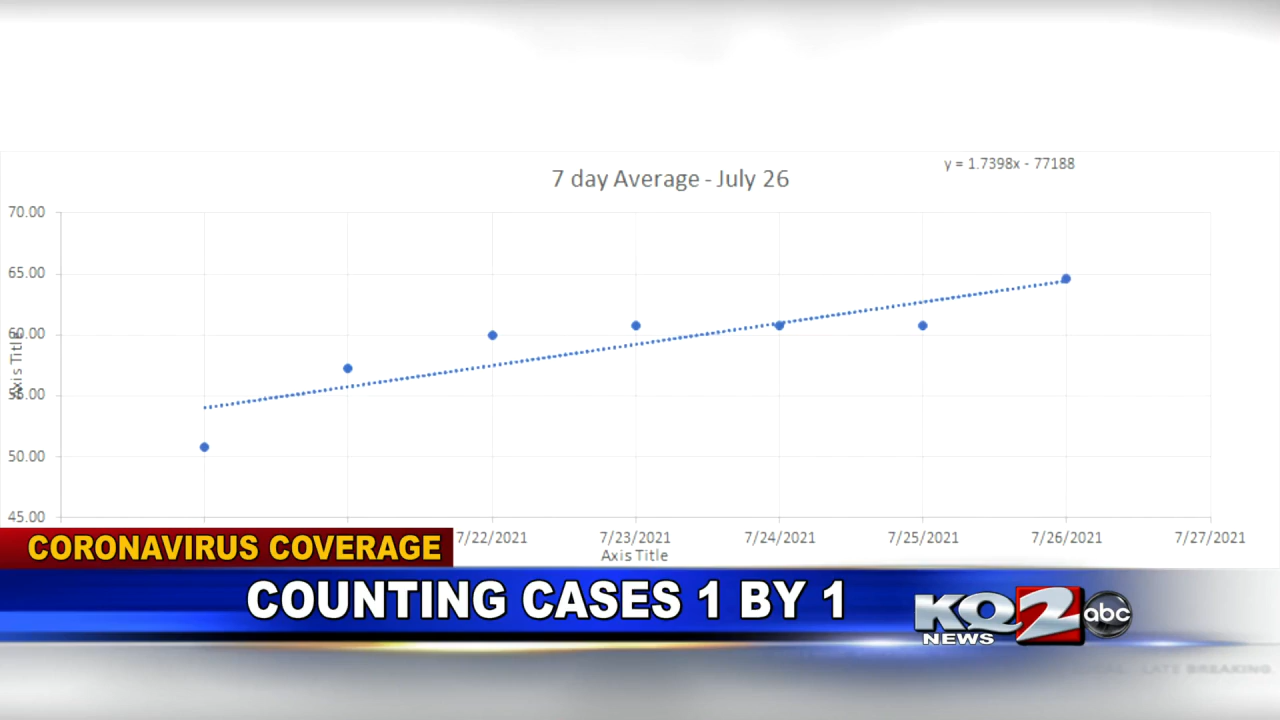 y = 1.7398x - 77188
7 day Average - July 26
70.00
65.00
60.00
55.00
50.00
45.00
Axis Title
7/22/2021
7/23/2021
7/24/2021
7/25/2021
7/26/2021
7/27/2021
Axis Title
CORONAVIRUS COVERAGE
COUNTING CASES 1 BY 1
KQ2
NEWS
abc
LATE BREAKING